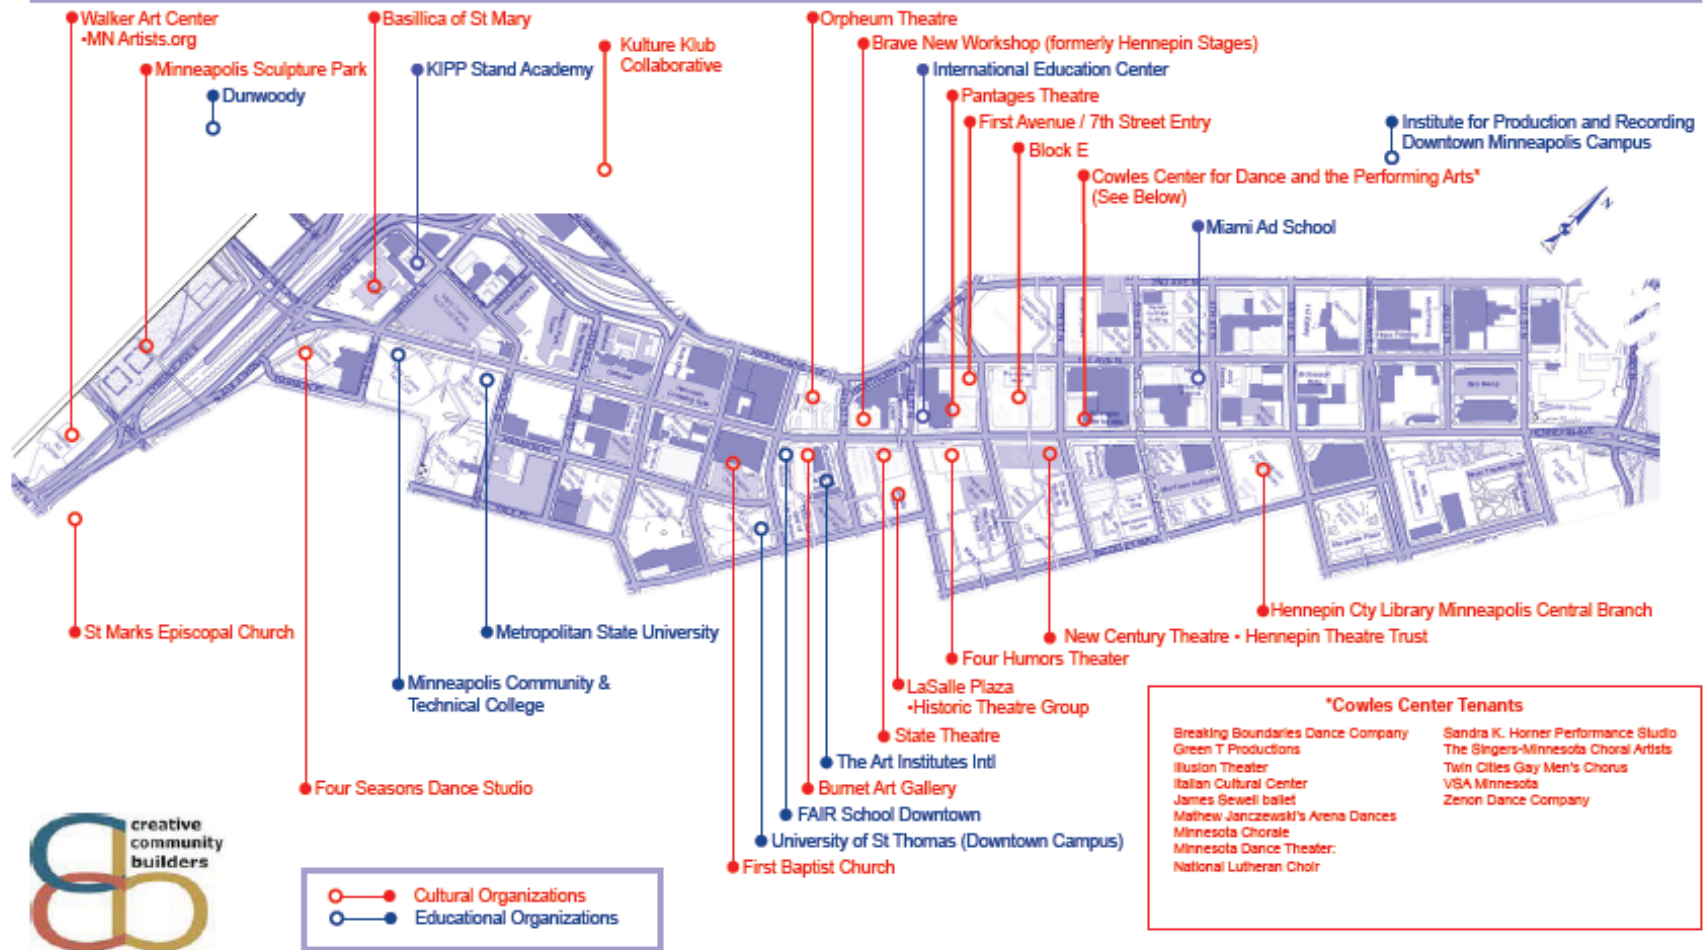 Walker Art Center
•MN Artists.org
Basillica of St Mary
Orpheum Theatre
Kulture Klub
Collaborative
Brave New Workshop (formerly Hennepin Stages)
Minneapolis Sculpture Park
KIPP Stand Academy
International Education Center
Dunwoody
Pantages Theatre
First Avenue / 7th Street Entry
Institute for Production and Recording
Downtown Minneapolis Campus
Block E
Cowles Center for Dance and the Performing Arts*
(See Below)
Miami Ad School
N
2ND AVE N
1ST AVE N
HENNEPIN AVE
Hennepin Cty Library Minneapolis Central Branch
St Marks Episcopal Church
Metropolitan State University
New Century Theatre • Hennepin Theatre Trust
Four Humors Theater
Minneapolis Community &
Technical College
LaSalle Plaza
•Historic Theatre Group
State Theatre
The Art Institutes Intl
Four Seasons Dance Studio
Burnet Art Gallery
FAIR School Downtown
University of St Thomas (Downtown Campus)
First Baptist Church
*Cowles Center Tenants
Breaking Boundaries Dance Company
Green T Productions
Illusion Theater
Italian Cultural Center
James Sewell ballet
Mathew Janczewski's Arena Dances
Minnesota Chorale
Minnesota Dance Theater:
National Lutheran Choir
Sandra K. Horner Performance Studio
The Singers-Minnesota Choral Artists
Twin Cities Gay Men's Chorus
VSA Minnesota
Zenon Dance Company
creative
community
builders
Cultural Organizations
Educational Organizations